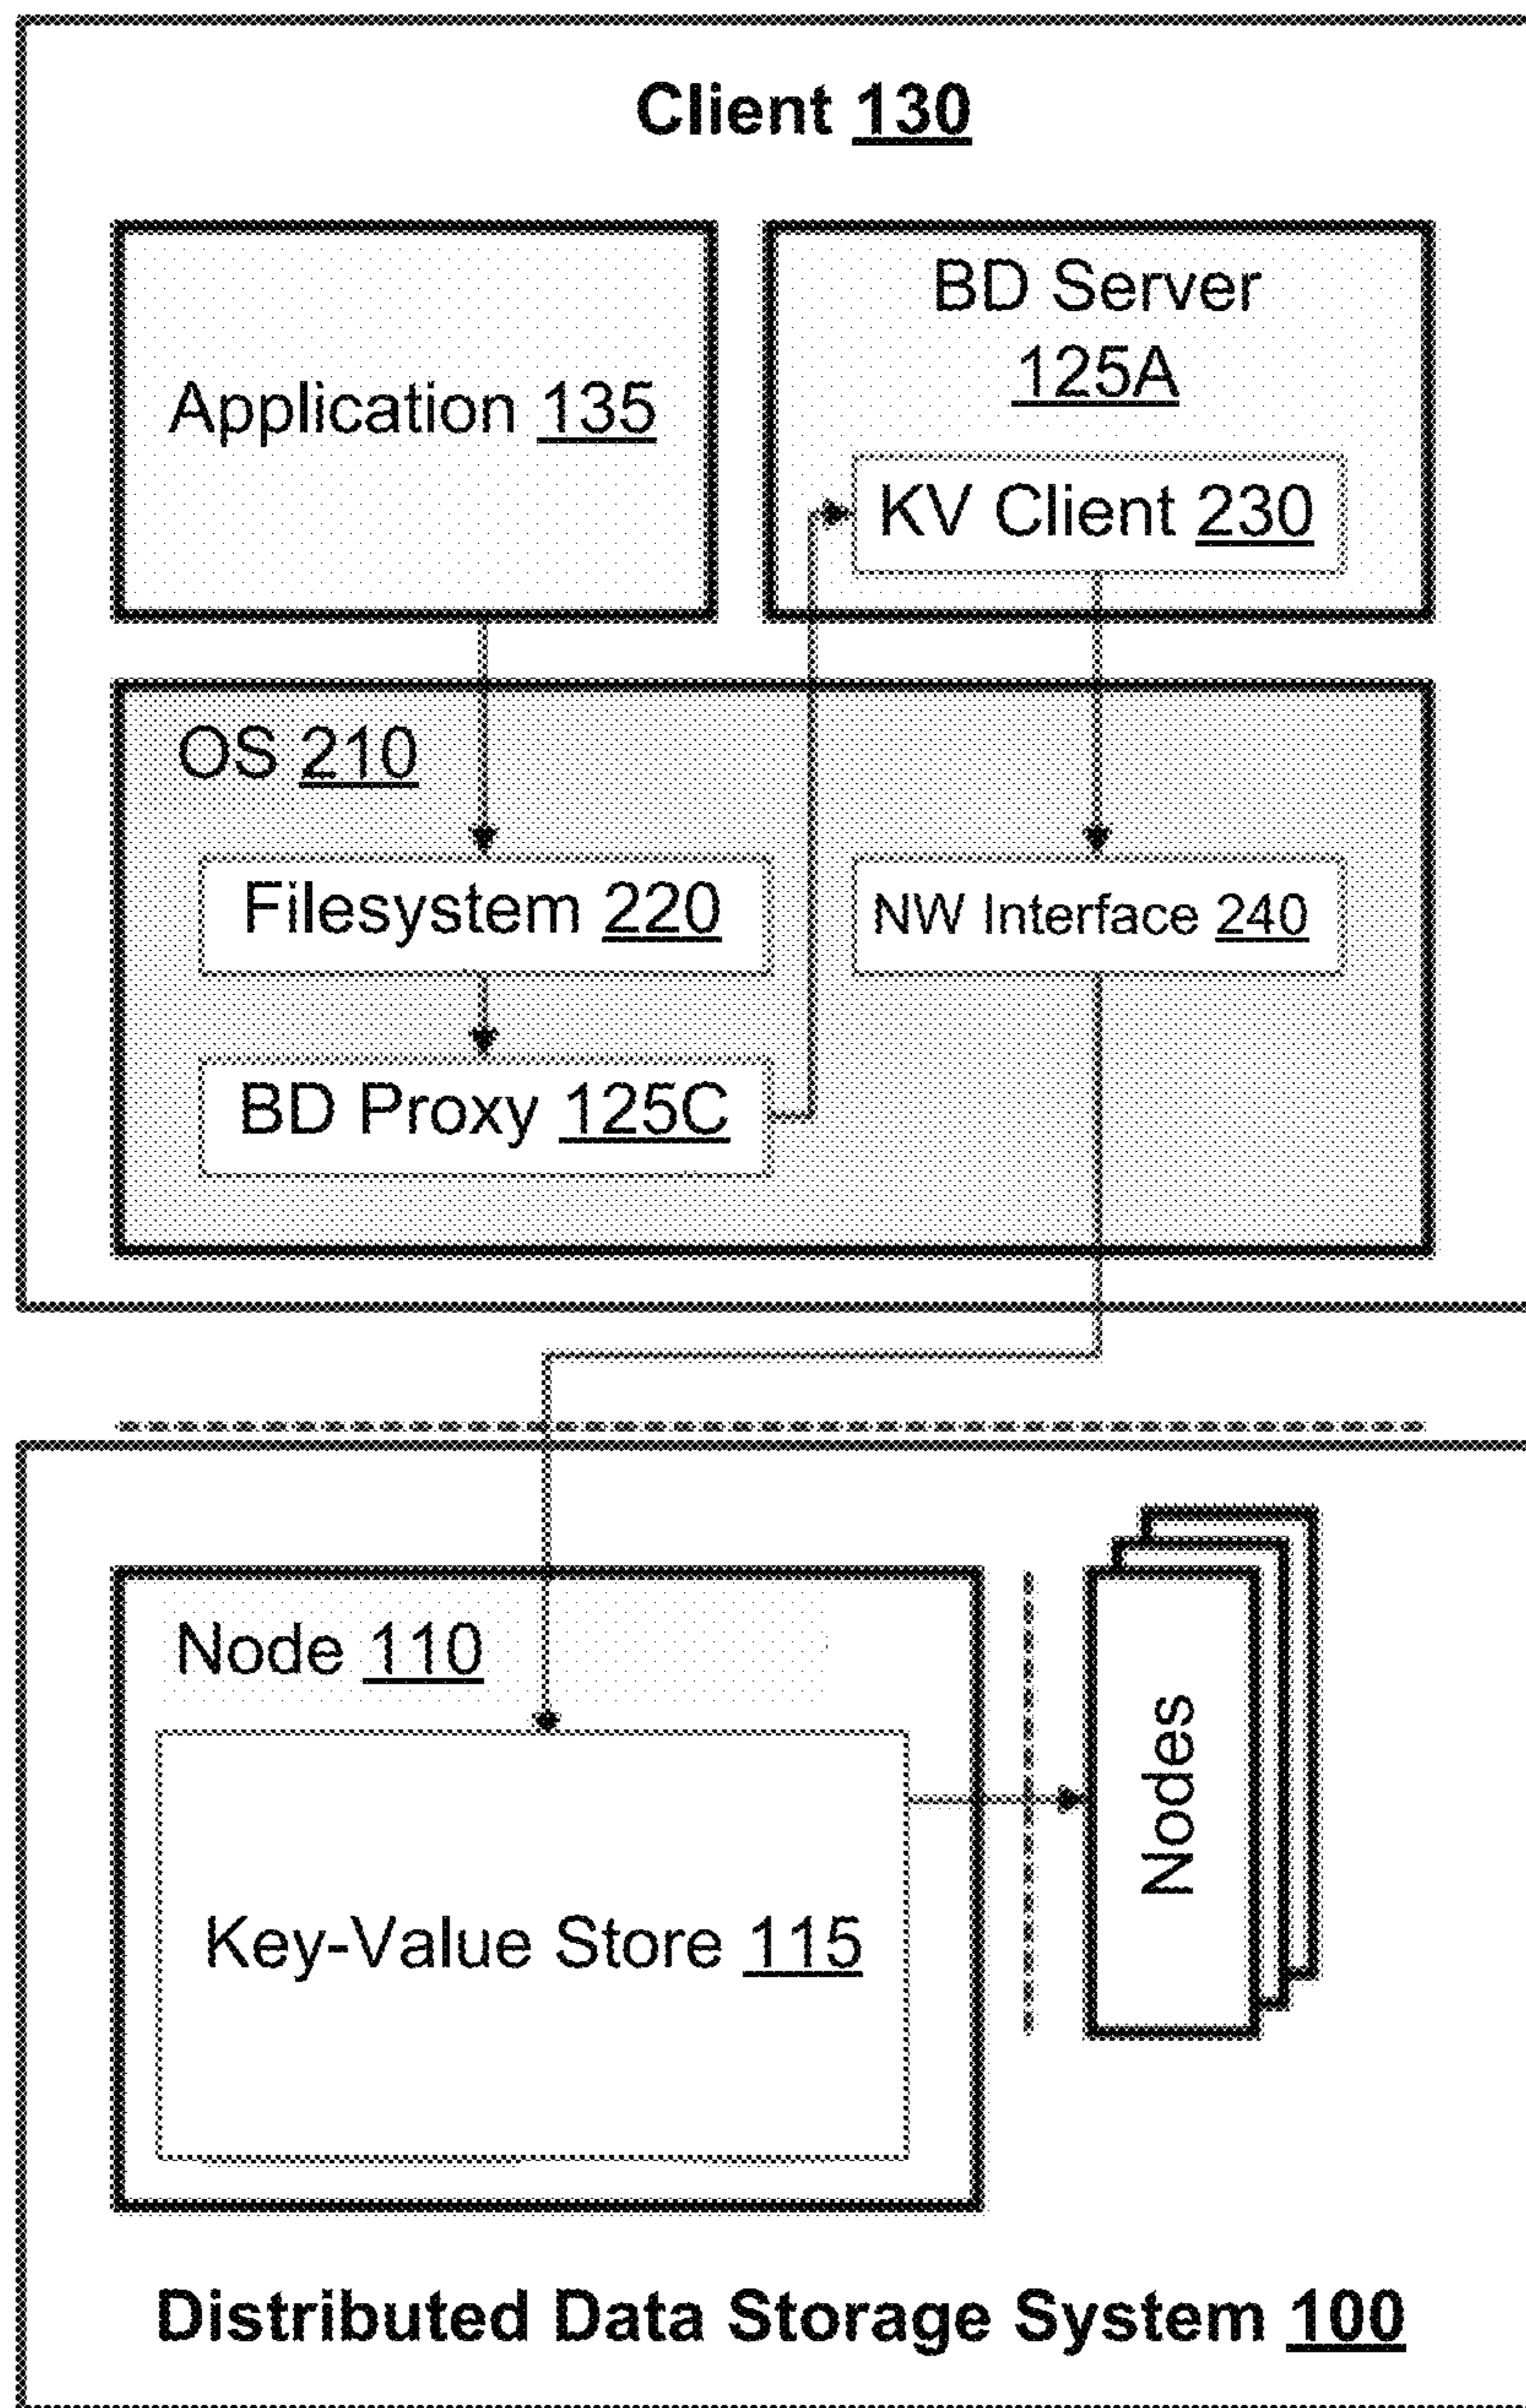 Client 130
Application 135
BD Server
125A
KV Client 230
OS 210
Filesystem 220
NW Interface 240
BD Proxy 125C
Node 110
Key-Value Store 115
Nodes
Distributed Data Storage System 100